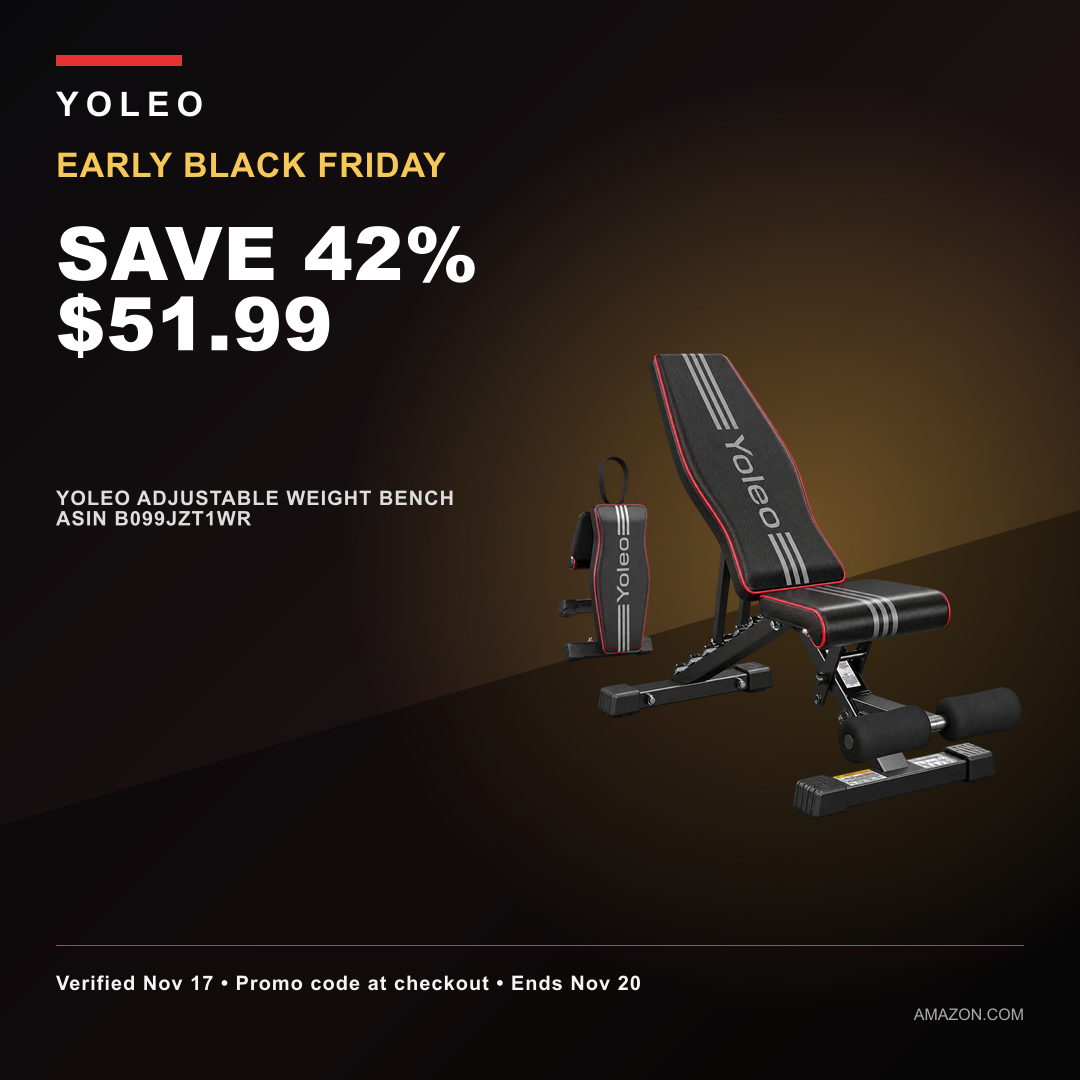 YOLEO
EARLY BLACK FRIDAY
SAVE 42%
$51.99
Yoleo
Yoleo
YOLEO ADJUSTABLE WEIGHT BENCH
ASIN B099JZT1WR
Verified Nov 17 • Promo code at checkout • Ends Nov 20
AMAZON.COM